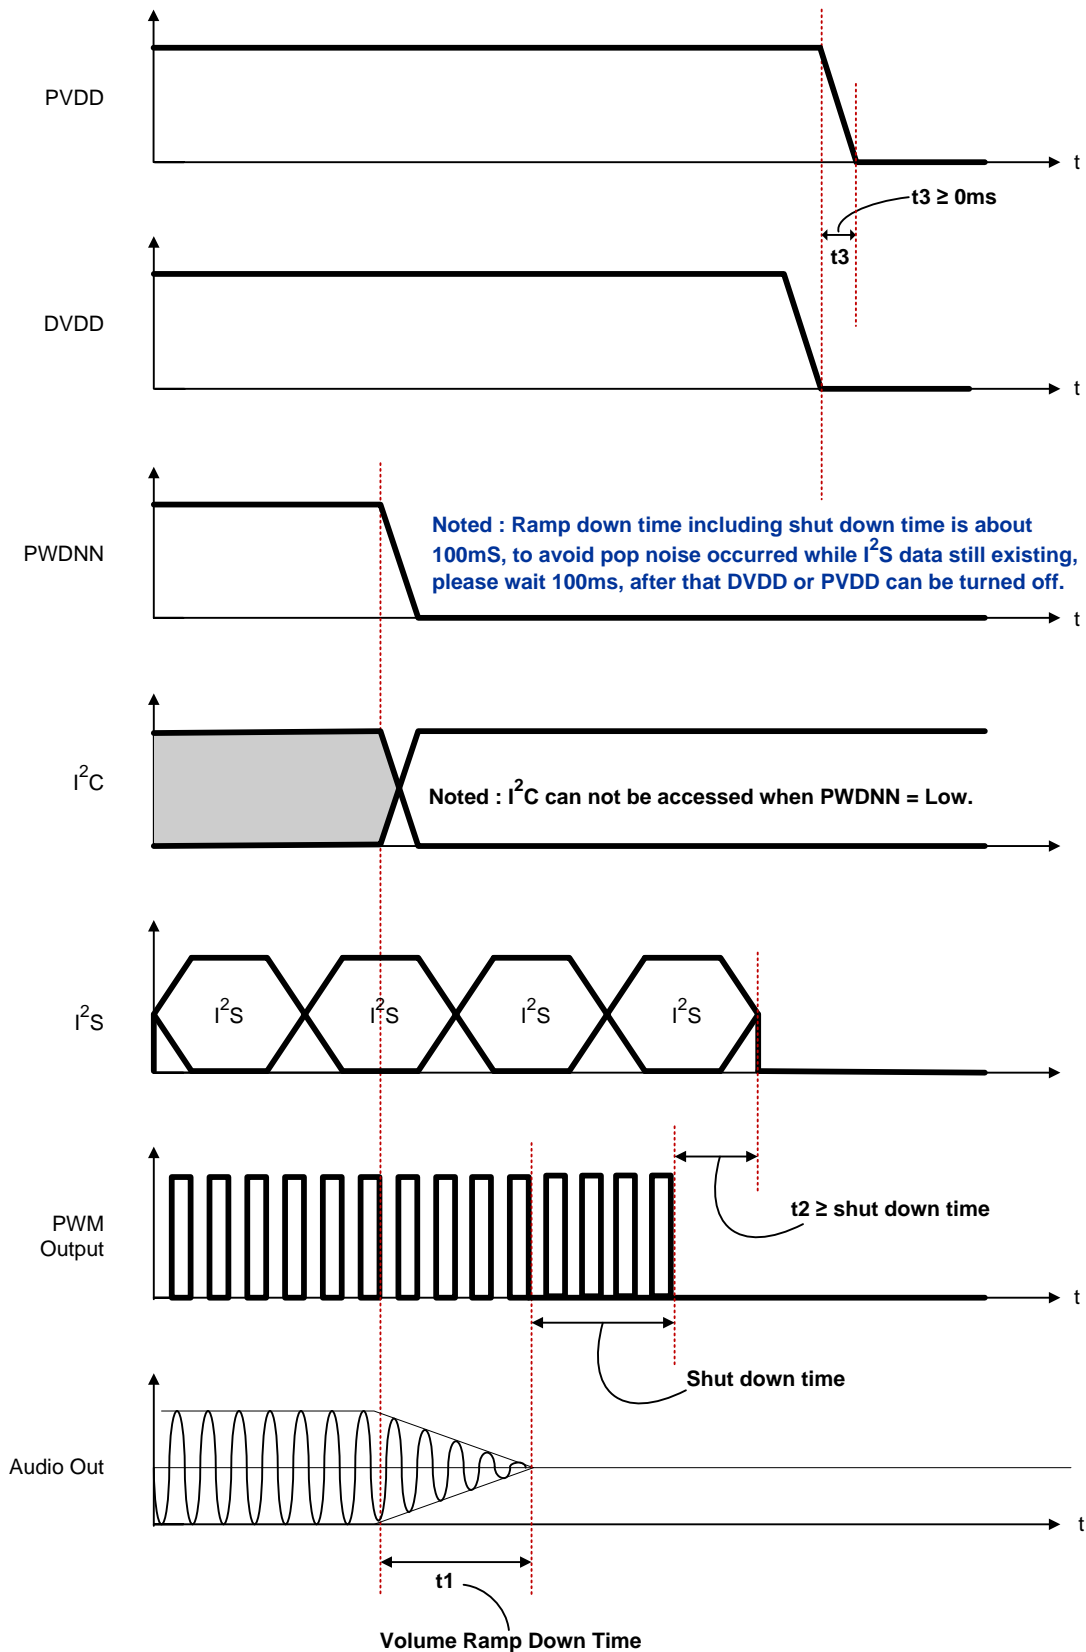 PVDD
t
t3 ≥ 0ms
t3
DVDD
t
PWDNN
Noted : Ramp down time including shut down time is about
100mS, to avoid pop noise occurred while I²S data still existing,
please wait 100ms, after that DVDD or PVDD can be turned off.
t
I²C
Noted : I²C can not be accessed when PWDNN = Low.
I²S
I²S
I²S
I²S
I²S
PWM
Output
t2 ≥ shut down time
t
Shut down time
Audio Out
t
t1
Volume Ramp Down Time